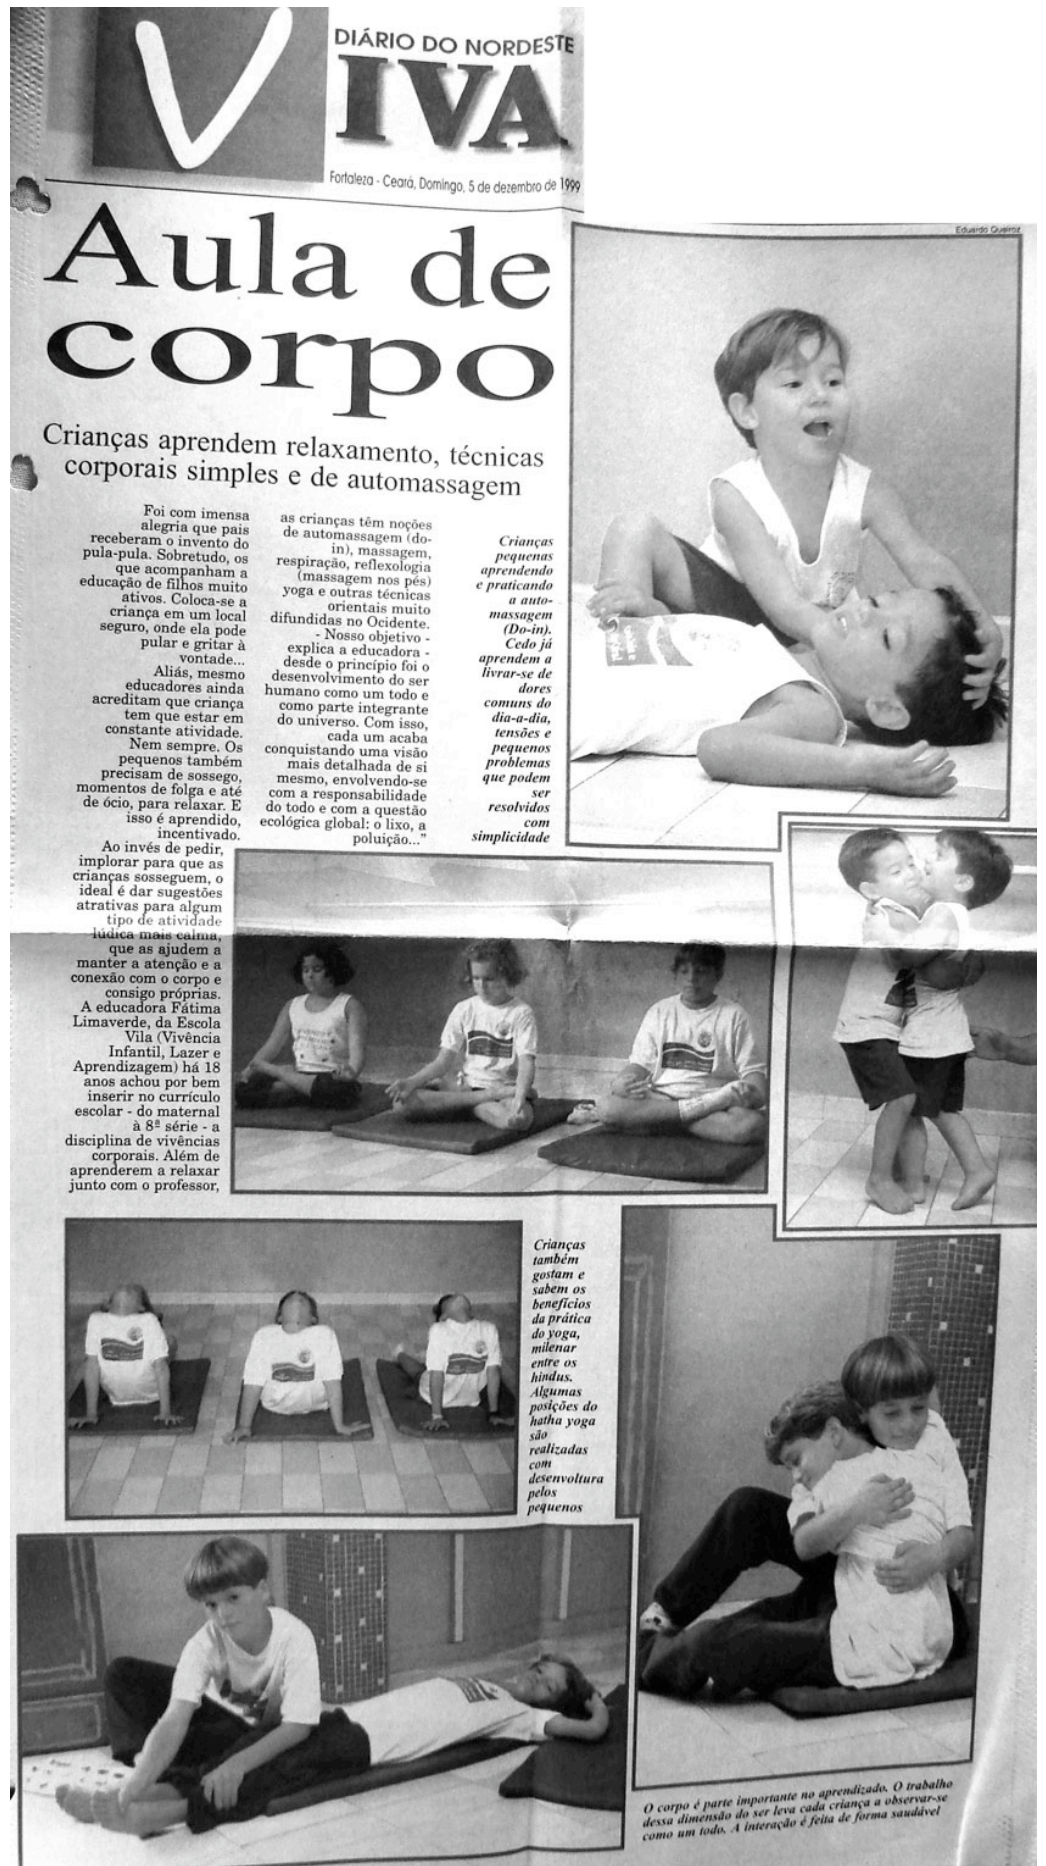 DIÁRIO DO NORDESTE
VIVA
Fortaleza - Ceará, Domingo, 5 de dezembro de 1999
Aula de
corpo
Crianças aprendem relaxamento, técnicas
corporais simples e de automassagem
Eduardo Queiroz
Foi com imensa
alegria que pais
receberam o invento do
pula-pula. Sobretudo, os
que acompanham a
educação de filhos muito
ativos. Coloca-se a
criança em um local
seguro, onde ela pode
pular e gritar à
vontade...
Aliás, mesmo
educadores ainda
acreditam que criança
tem que estar em
constante atividade.
Nem sempre. Os
pequenos também
precisam de sossego,
momentos de folga e até
de ócio, para relaxar. E
isso é aprendido,
incentivado.
Ao invés de pedir,
implorar para que as
crianças sosseguem, o
ideal é dar sugestões
atrativas para algum
tipo de atividade
lúdica mais calma,
que as ajudem a
manter a atenção e a
conexão com o corpo e
consigo próprias.
A educadora Fátima
Limaverde, da Escola
Vila (Vivência
Infantil, Lazer e
Aprendizagem) há 18
anos achou por bem
inserir no currículo
escolar - do maternal
à 8ª série - a
disciplina de vivências
corporais. Além de
aprenderem a relaxar
junto com o professor,
as crianças têm noções
de automassagem (do-
in), massagem,
respiração, reflexologia
(massagem nos pés)
yoga e outras técnicas
orientais muito
difundidas no Ocidente.
- Nosso objetivo -
explica a educadora -
desde o princípio foi o
desenvolvimento do ser
humano como um todo e
como parte integrante
do universo. Com isso,
cada um acaba
conquistando uma visão
mais detalhada de si
mesmo, envolvendo-se
com a responsabilidade
do todo e com a questão
ecológica global: o lixo, a
poluição..."
Crianças
pequenas
aprendendo
e praticando
a auto-
massagem
(Do-in).
Cedo já
aprendem a
livrar-se de
dores
comuns do
dia-a-dia,
tensões e
pequenos
problemas
que podem
ser
resolvidos
com
simplicidade
Crianças
também
gostam e
sabem os
benefícios
da prática
do yoga,
milenar
entre os
hindus.
Algumas
posições do
hatha yoga
são
realizadas
com
desenvoltura
pelos
pequenos
O corpo é parte importante no aprendizado. O trabalho
dessa dimensão do ser leva cada criança a observar-se
como um todo. A interação é feita de forma saudável